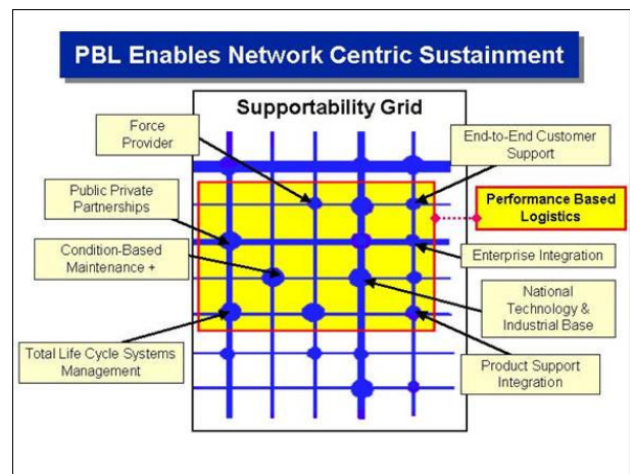 PBL Enables Network Centric Sustainment
Supportability Grid
Force
Provider
Public Private
Partnerships
Condition-Based
Maintenance +
Total Life Cycle Systems
Management
End-to-End Customer
Support
Performance Based
Logistics
Enterprise Integration
National
Technology &
Industrial Base
Product Support
Integration